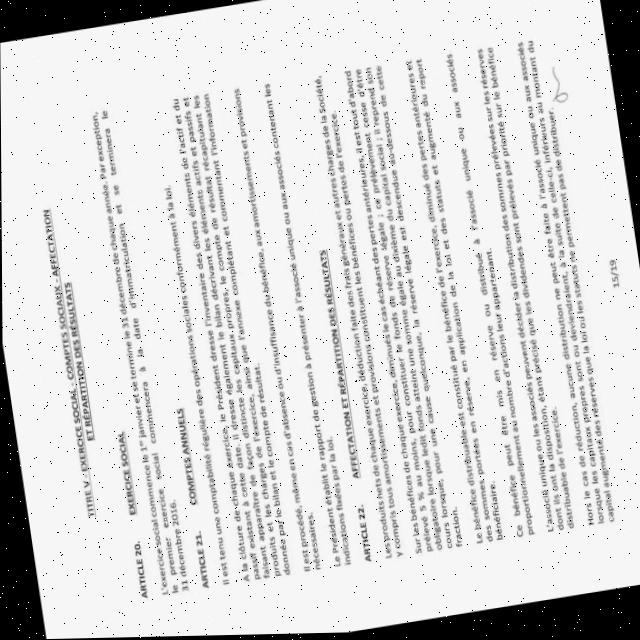 TITRE V - EXERCICE SOCIAL - COMPTES SOCIAUX - AFFECTATION
ET RÉPARTITION DES RÉSULTATS
ARTICLE 20. EXERCICE SOCIAL
L'exercice social commence le 1er janvier et se termine le 31 décembre de chaque année. Par exception,
le premier exercice social commencera à la date d'immatriculation et se terminera le
31 décembre 2016.
ARTICLE 21. COMPTES ANNUELS
Il est tenu une comptabilité régulière des opérations sociales conformément à la loi.
A la clôture de chaque exercice, le Président dresse l'inventaire des divers éléments de l'actif et du
passif existant à cette date. Il dresse également le bilan décrivant les éléments actifs et passifs et
faisant apparaître de façon distincte les capitaux propres, le compte de résultat récapitulant les
produits et les charges de l'exercice, ainsi que l'annexe complétant et commentant l'information
donnée par le bilan et le compte de résultat.
Il est procédé, même en cas d'absence ou d'insuffisance du bénéfice, aux amortissements et provisions
nécessaires.
Le Président établit le rapport de gestion à présenter à l'associé unique ou aux associés contenant les
indications fixées par la loi.
ARTICLE 22. AFFECTATION ET RÉPARTITION DES RÉSULTATS
Les produits nets de chaque exercice, déduction faite des frais généraux et autres charges de la Société,
y compris tous amortissements et provisions constituent les bénéfices ou pertes de l'exercice.
Sur les bénéfices de chaque exercice, diminués le cas échéant des pertes antérieures, il est tout d'abord
prélevé 5 % au moins, pour constituer le fonds de réserve légale ; ce prélèvement cesse d'être
obligatoire lorsque ledit fonds atteint une somme égale au dixième du capital social ; il reprend son
cours lorsque, pour une cause quelconque, la réserve légale est descendue au-dessous de cette
fraction.
Le bénéfice distribuable est constitué par le bénéfice de l'exercice, diminué des pertes antérieures et
des sommes portées en réserve, en application de la loi et des statuts et augmenté du report
bénéficiaire.
Ce bénéfice peut être mis en réserve ou distribué à l'associé unique ou aux associés
proportionnellement au nombre d'action leur appartenant.
L'associé unique ou les associés peuvent décider la distribution des sommes prélevées sur les réserves
dont ils ont la disposition, étant précisé que les dividendes sont prélevés par priorité sur le bénéfice
distribuable de l'exercice.
Hors le cas de réduction, aucune distribution ne peut être faite à l'associé unique ou aux associés
lorsque les capitaux propres sont ou deviendraient, à la suite de celle-ci, inférieurs au montant du
capital augmenté des réserves que la loi ou les statuts ne permettent pas de distribuer.
15/19